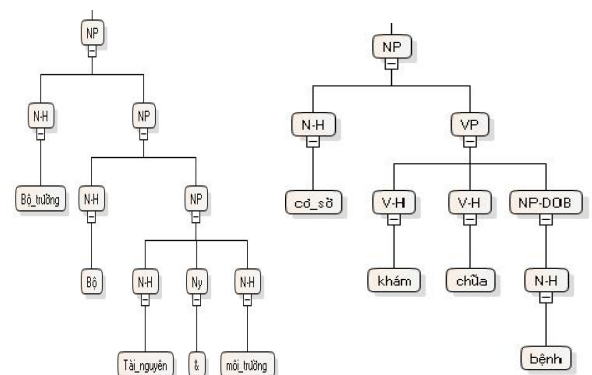 NP
N-H NP
Bộ_trưởng N-H NP
Bộ N-H Ny N-H
Tài_nguyên & môi_trường
NP
N-H VP
cơ_sở V-H V-H NP-DOB
khám chữa N-H
bệnh